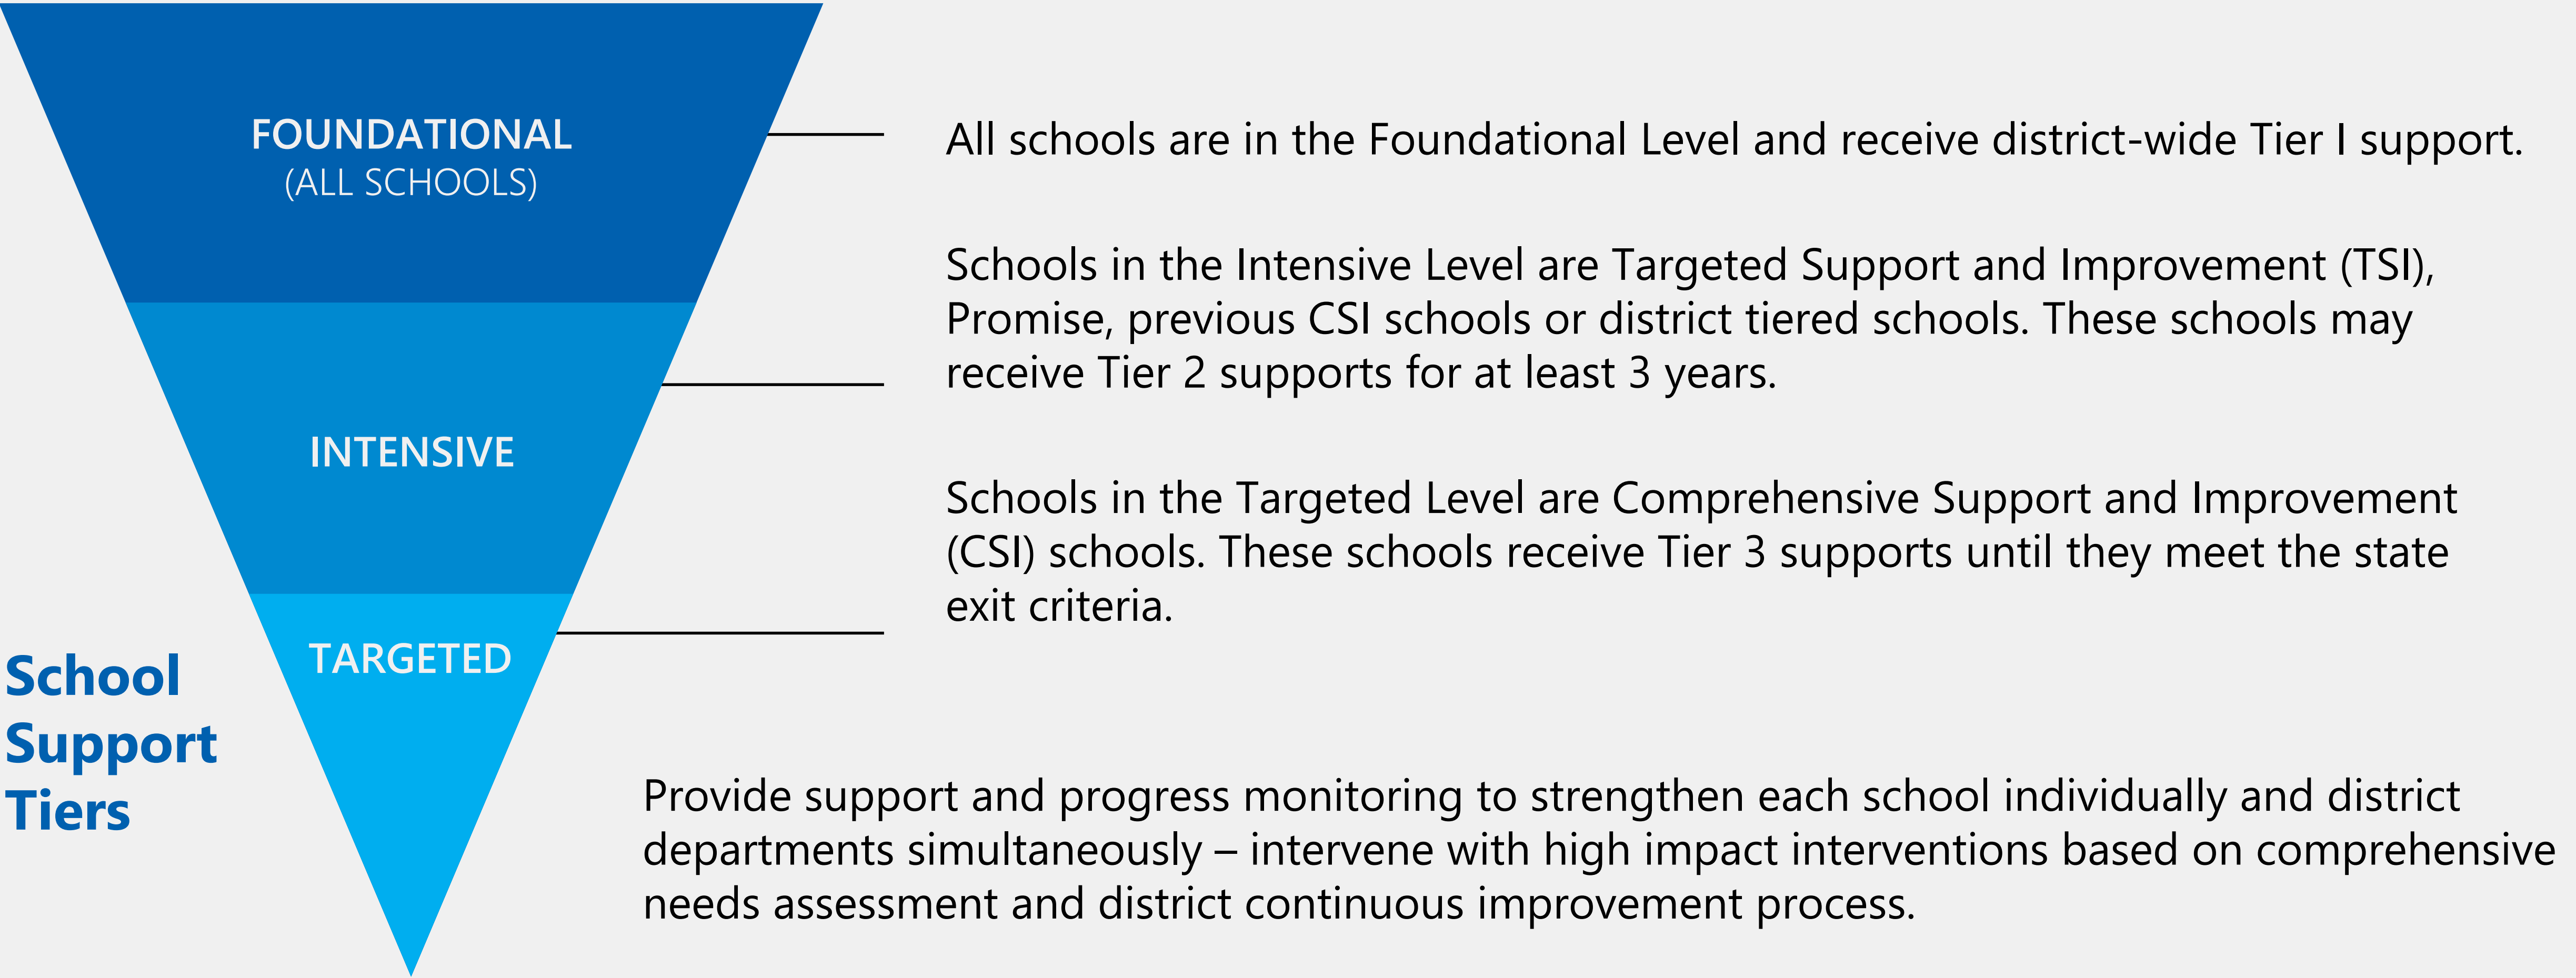 FOUNDATIONAL
(ALL SCHOOLS)
All schools are in the Foundational Level and receive district-wide Tier I support.
INTENSIVE
Schools in the Intensive Level are Targeted Support and Improvement (TSI),
Promise, previous CSI schools or district tiered schools. These schools may
receive Tier 2 supports for at least 3 years.
TARGETED
Schools in the Targeted Level are Comprehensive Support and Improvement
(CSI) schools. These schools receive Tier 3 supports until they meet the state
exit criteria.
School
Support
Tiers
Provide support and progress monitoring to strengthen each school individually and district
departments simultaneously – intervene with high impact interventions based on comprehensive
needs assessment and district continuous improvement process.